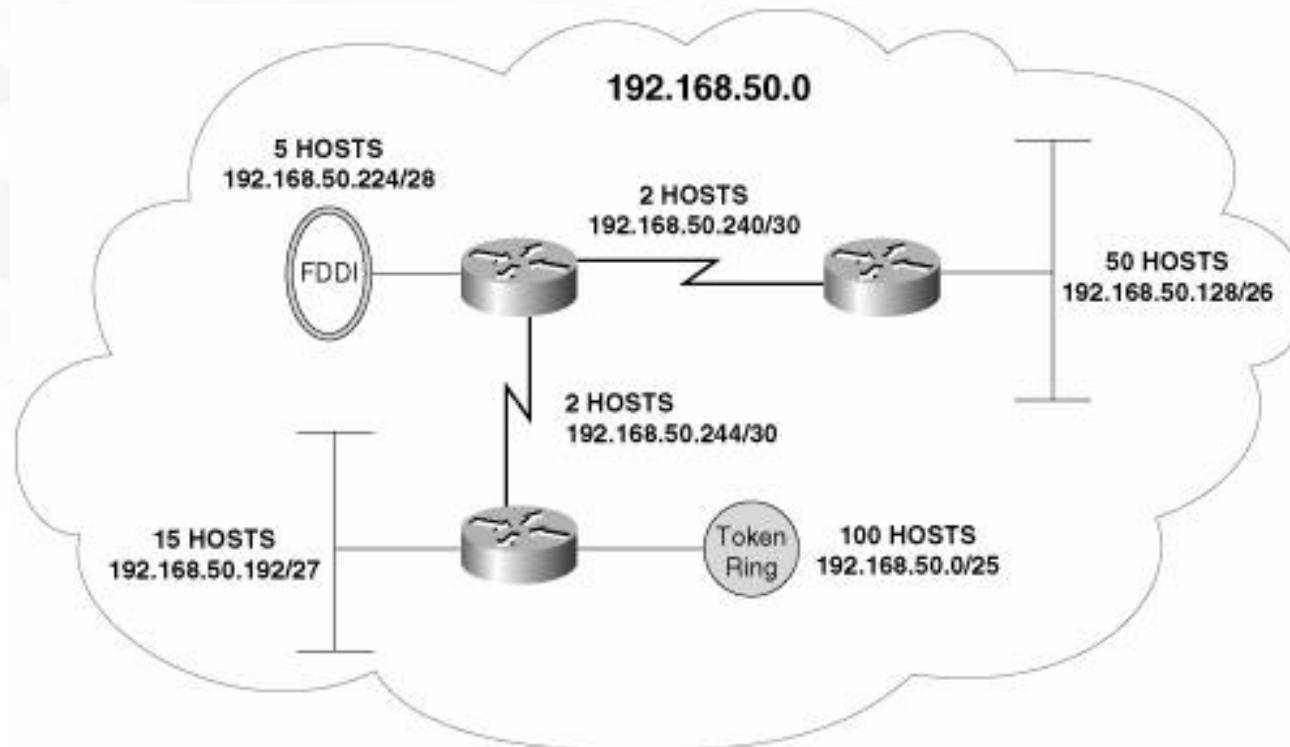 192.168.50.0
5 HOSTS
192.168.50.224/28
FDDI
2 HOSTS
192.168.50.240/30
50 HOSTS
192.168.50.128/26
2 HOSTS
192.168.50.244/30
15 HOSTS
192.168.50.192/27
Token
Ring
100 HOSTS
192.168.50.0/25